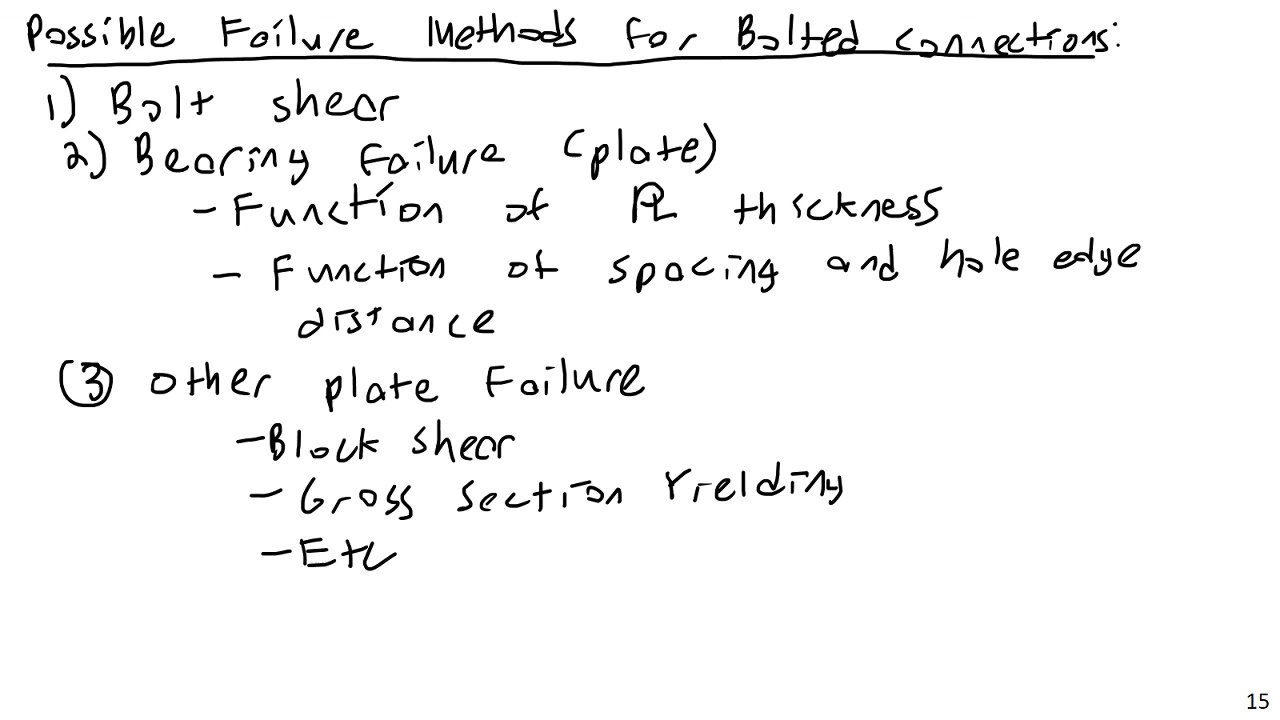 Possible Failure Methods for Bolted Connections:
1) Bolt shear
2) Bearing Failure (plate)
- Function of PL thickness
- Function of spacing and hole edge
distance
(3) Other plate Failure
- Block shear
- Gross section Yielding
- Etc
15